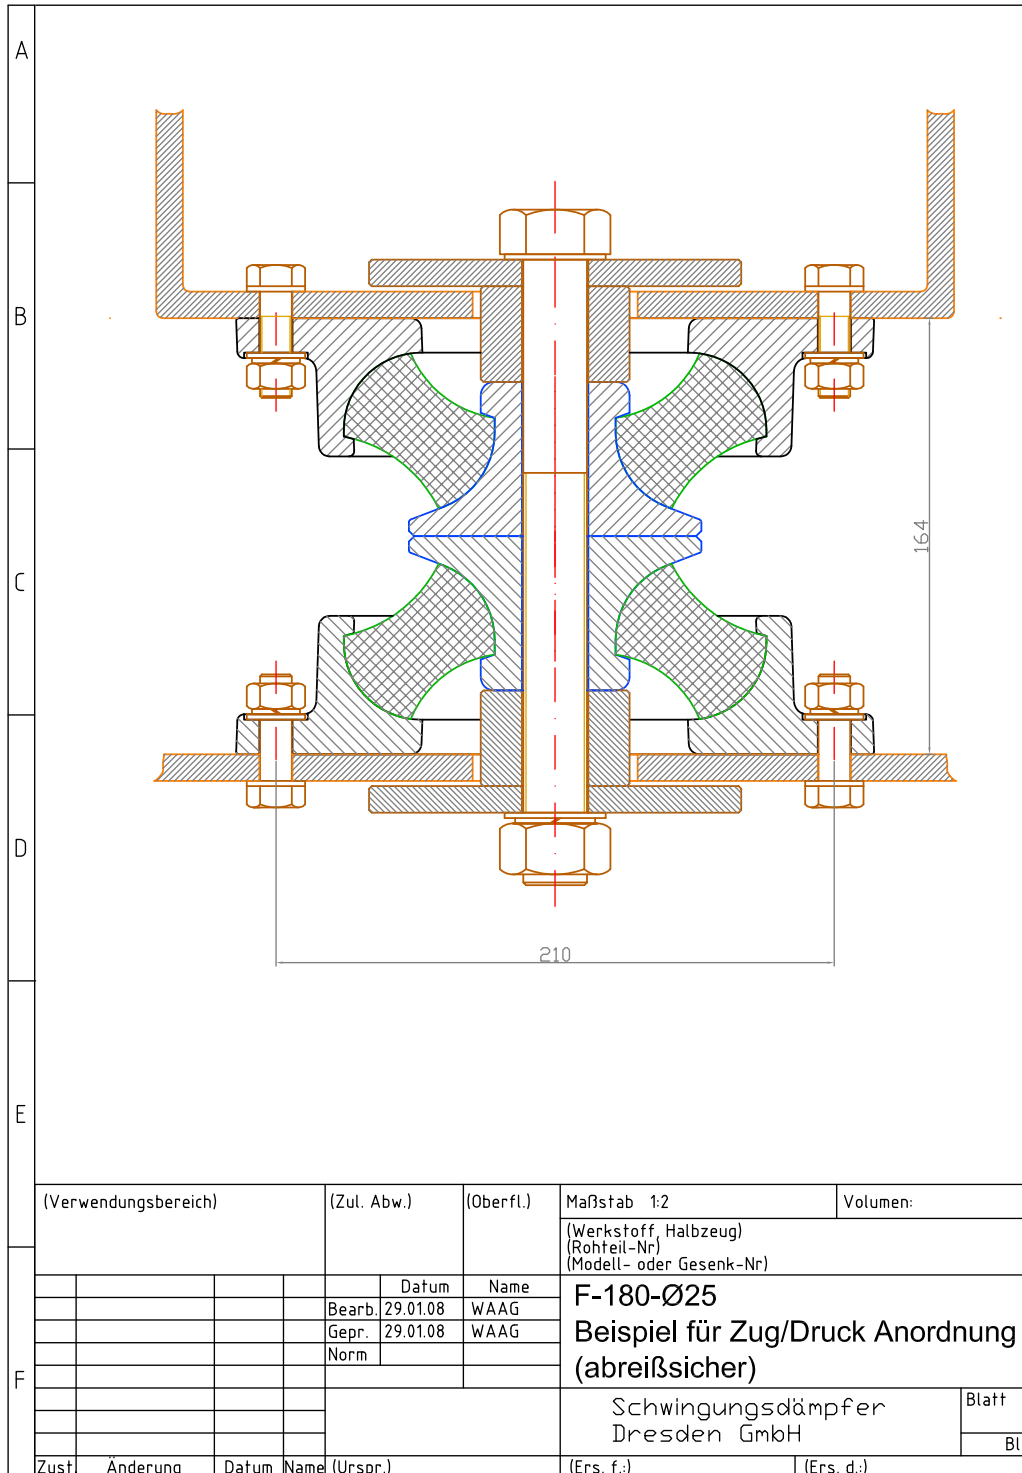 A
B
C
D
E
F
164
210
(Verwendungsbereich)
(Zul. Abw.)
(Oberfl.)
Maßstab 1:2
Volumen:
(Werkstoff, Halbzeug)
(Rohteil-Nr)
(Modell- oder Gesenk-Nr)
Datum Name
Bearb. 29.01.08 WAAG
Gepr. 29.01.08 WAAG
Norm
F-180-Ø25
Beispiel für Zug/Druck Anordnung
(abreißsicher)
Schwingungsdämpfer
Dresden GmbH
Blatt
Bl
Zust. Änderung Datum Name (Urspr.) (Ers. f.:) (Ers. d.:)